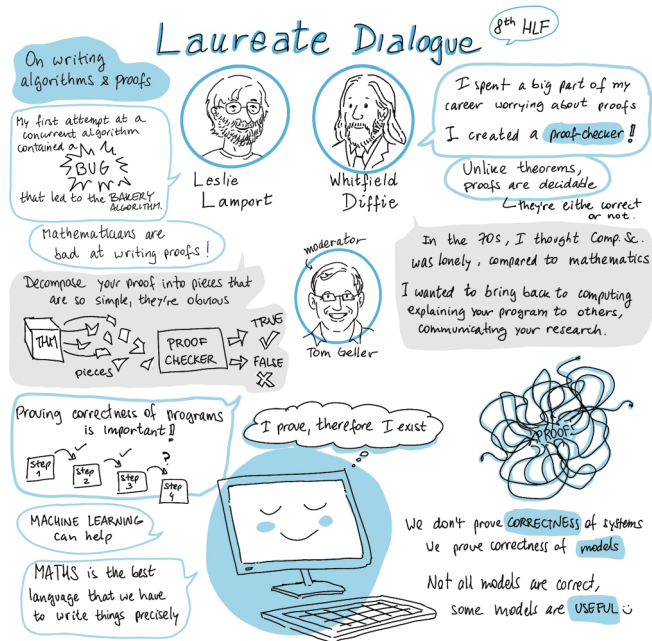 Laureate Dialogue
8th HLF
On writing
algorithms & proofs
My first attempt at a
concurrent algorithm
contained a
BUG
that led to the BAKERY
ALGORITHM.
Mathematicians are
bad at writing proofs!
Leslie
Lamport
Whitfield
Diffie
I spent a big part of my
career worrying about proofs
I created a proof-checker!
Unlike theorems,
proofs are decidable
they're eithe correct
or not.
Decompose your proof into pieces that
are so simple, they're obvious
THM
pieces
PROOF
CHECKER
TRUE
FALSE
moderator
Tom Geller
In the 70s, I thought Comp. Sc.
was lonely, compared to mathematics
I wanted to bring back to computing
explaining your program to others,
communicating your research.
Proving correctness of programs
is important!
Step
1
Step
2
Step
3
?
Step
4
I prove, therefore I exist
PROOF
MACHINE LEARNING
can help
MATHS is the best
language that we have
to write things precisely
We don't prove CORRECTNESS of systems
We prove correctness of models
Not all models are correct,
some models are USEFUL